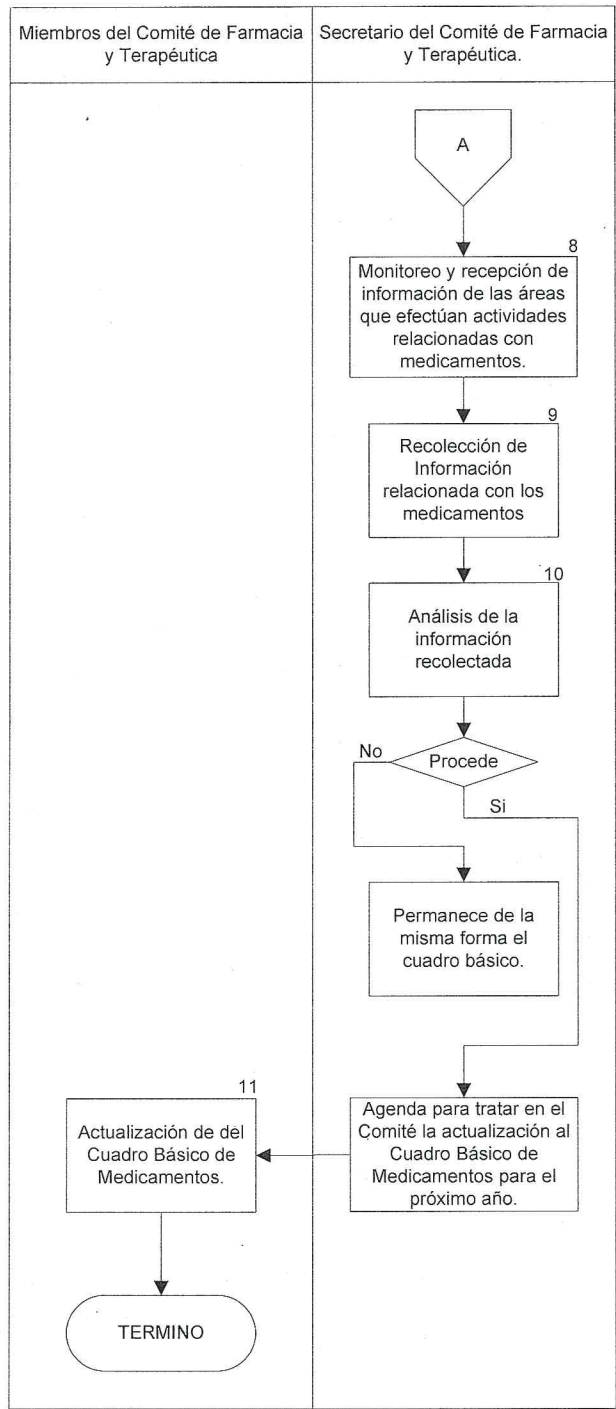 Miembros del Comité de Farmacia
y Terapéutica
Secretario del Comité de Farmacia
y Terapéutica.
A
8
Monitoreo y recepción de
información de las áreas
que efectúan actividades
relacionadas con
medicamentos.
9
Recolección de
Información
relacionada con los
medicamentos
10
Análisis de la
información
recolectada
Procede
No
Si
Permanece de la
misma forma el
cuadro básico.
Agenda para tratar en el
Comité la actualización al
Cuadro Básico de
Medicamentos para el
próximo año.
11
Actualización de del
Cuadro Básico de
Medicamentos.
TERMINO